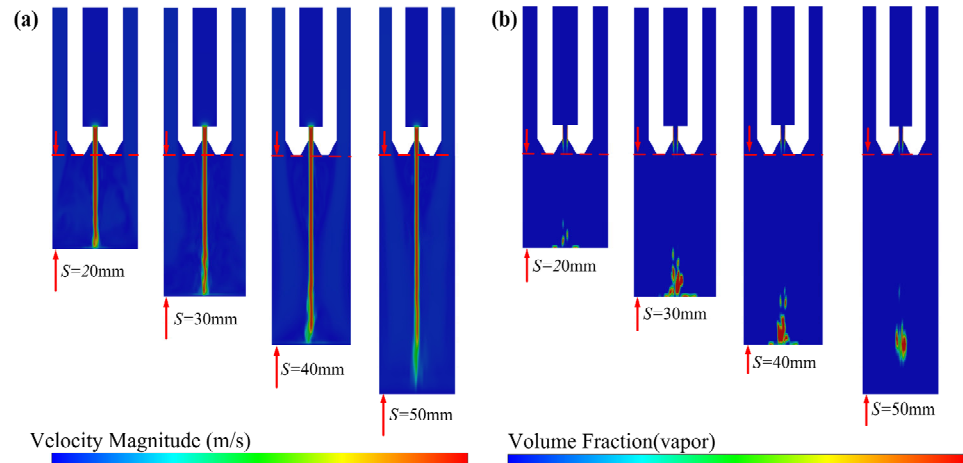 (a)
(b)
S=20mm
S=30mm
S=40mm
S=50mm
S=20mm
S=30mm
S=40mm
S=50mm
Velocity Magnitude (m/s)
Volume Fraction(vapor)